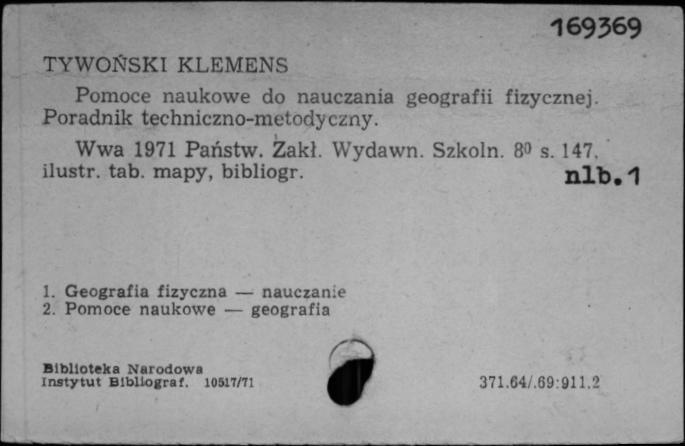 169369
TYWOŃSKI KLEMENS
Pomoce naukowe do nauczania geografii fizycznej.
Poradnik techniczno-metodyczny.
Wwa 1971 Państw. Zakł. Wydawn. Szkoln. 8⁰ s. 147,
ilustr. tab. mapy, bibliogr. nlb.1
1. Geografia fizyczna — nauczanie
2. Pomoce naukowe — geografia
Biblioteka Narodowa
Instytut Bibliograf. 10517/71 371.64/.69:911.2